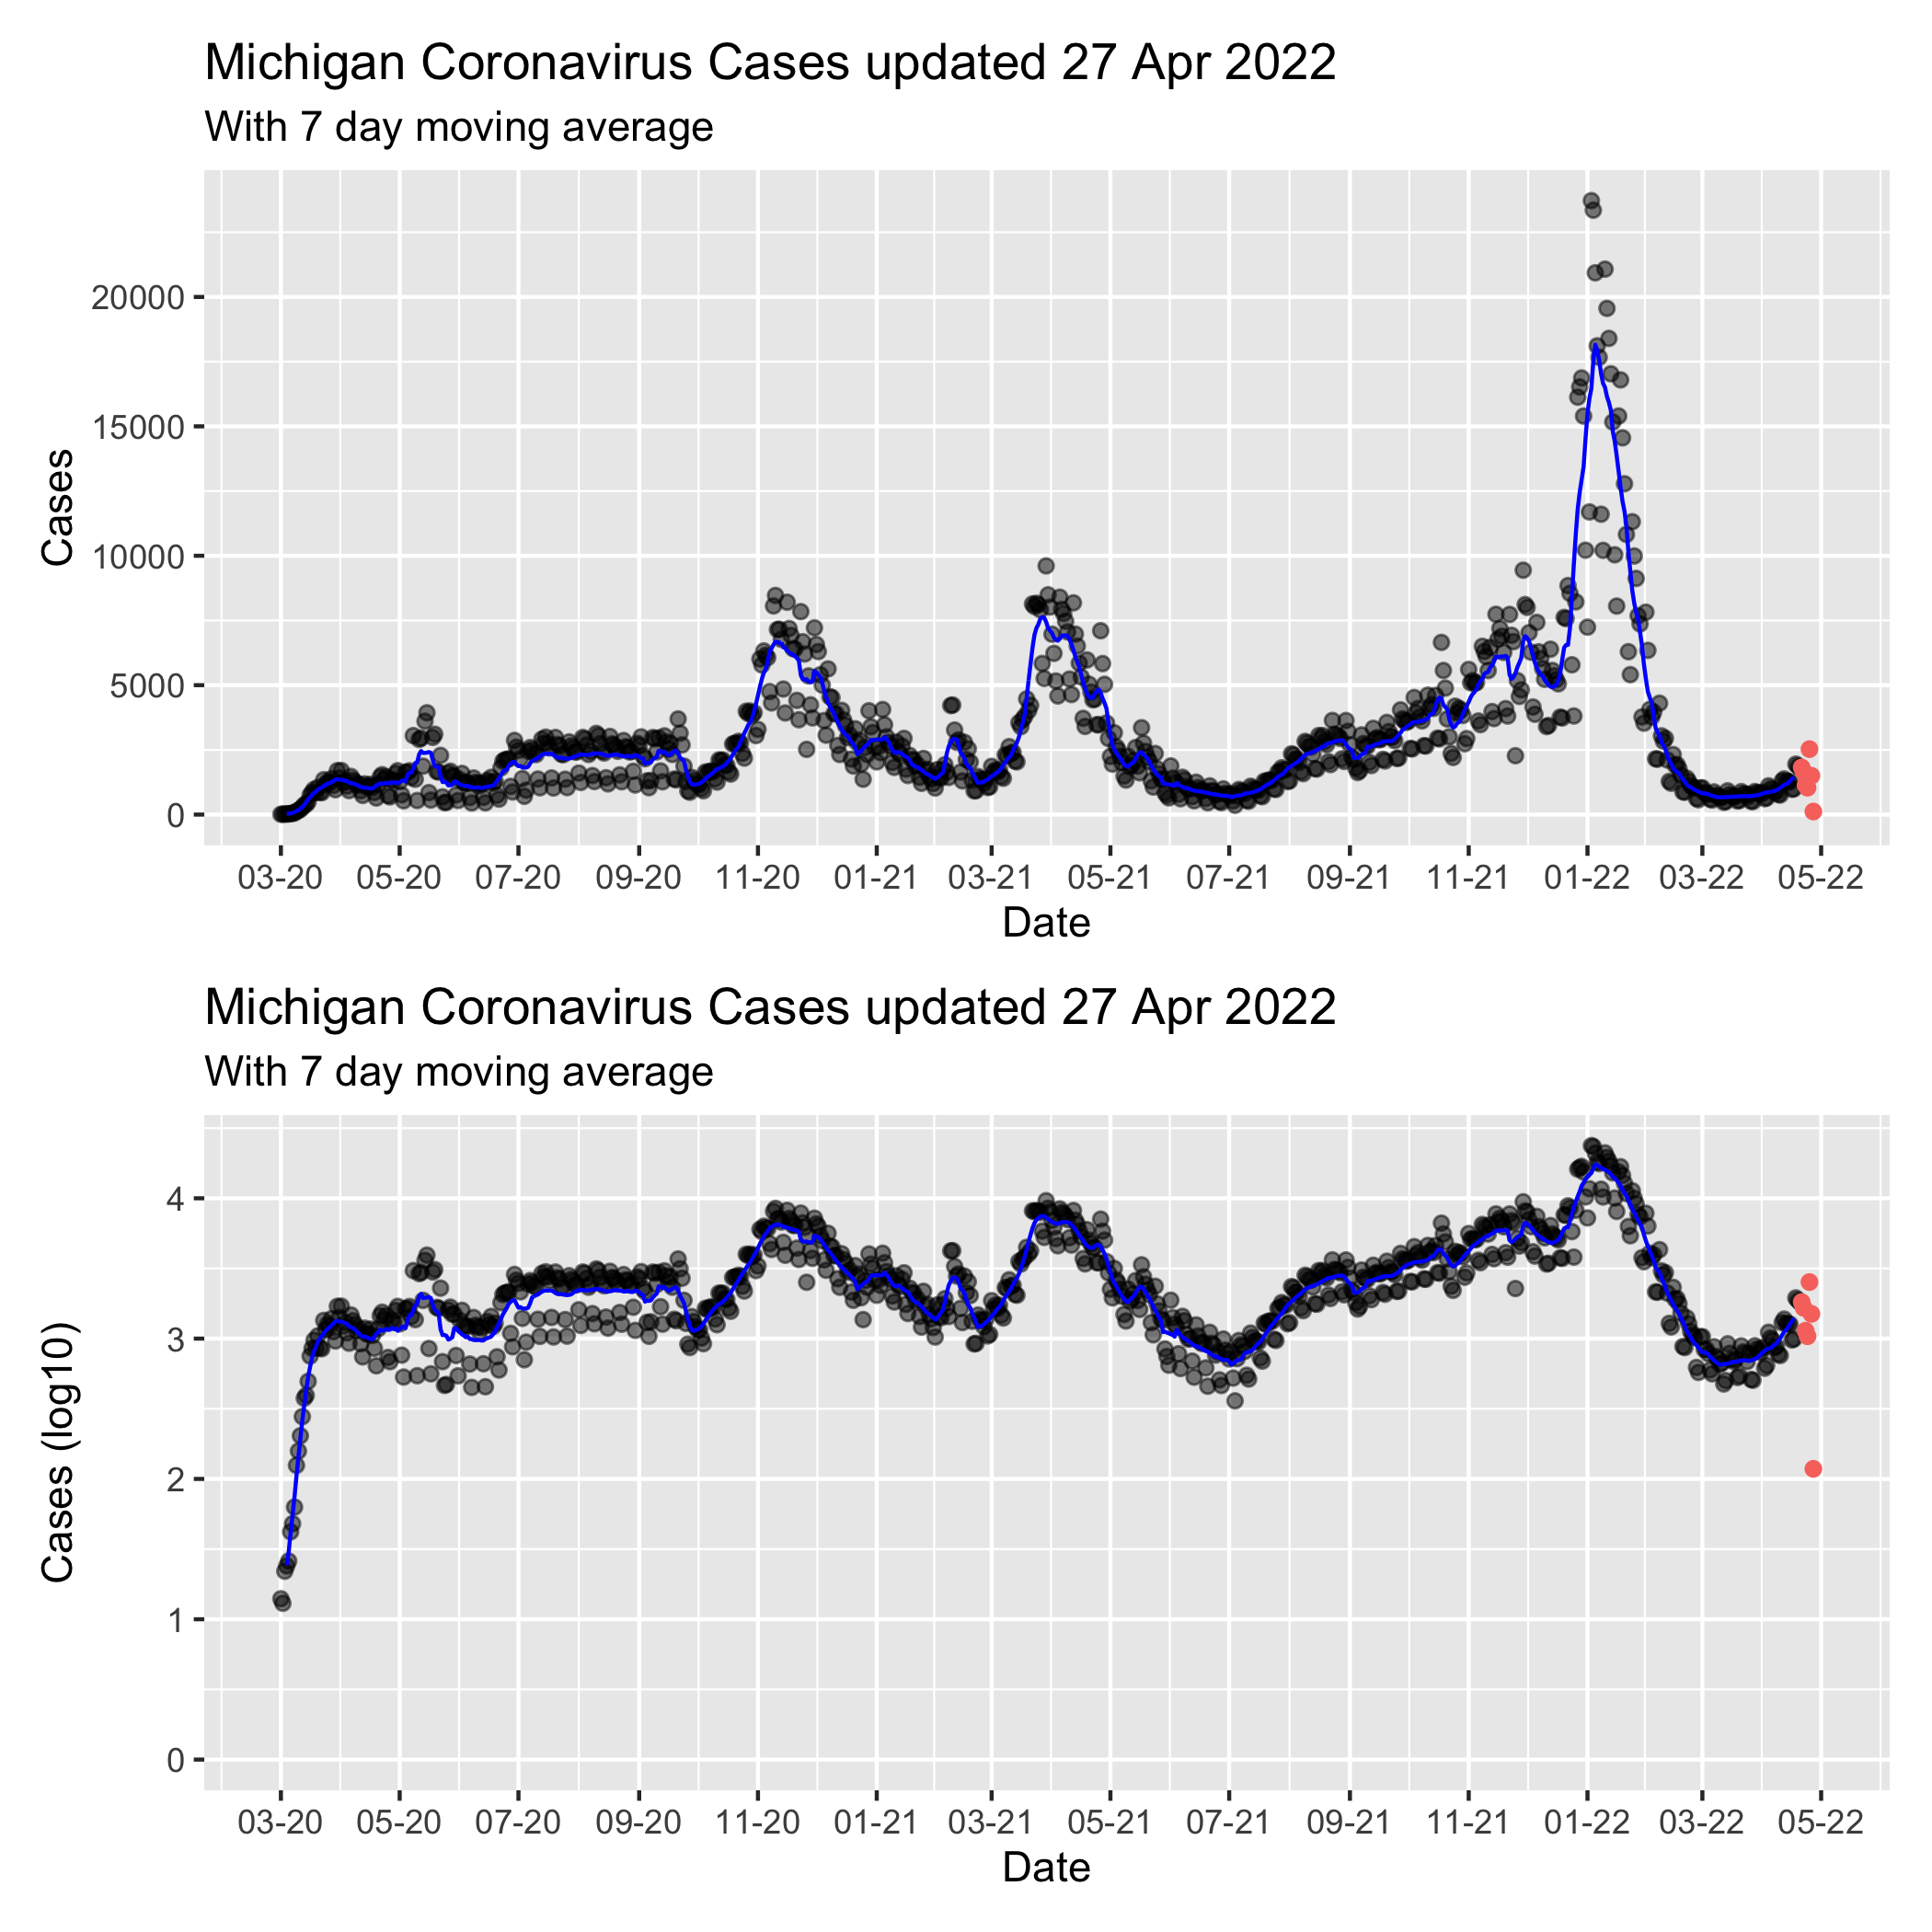 Michigan Coronavirus Cases updated 27 Apr 2022
With 7 day moving average
20000
15000
10000
5000
0
Cases
03-20 05-20 07-20 09-20 11-20 01-21 03-21 05-21 07-21 09-21 11-21 01-22 03-22 05-22
Date
Michigan Coronavirus Cases updated 27 Apr 2022
With 7 day moving average
4
3
2
1
0
Cases (log10)
03-20 05-20 07-20 09-20 11-20 01-21 03-21 05-21 07-21 09-21 11-21 01-22 03-22 05-22
Date